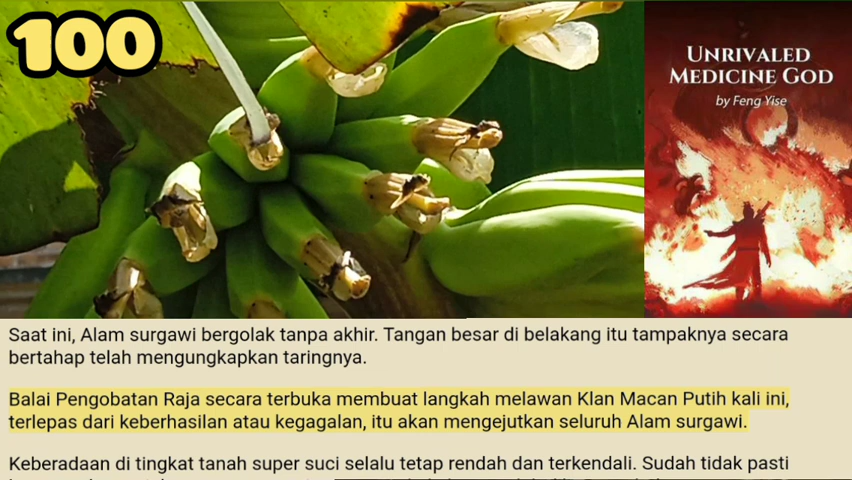 100
UNRIVALED
MEDICINE GOD
by Feng Yise
Saat ini, Alam surgawi bergolak tanpa akhir. Tangan besar di belakang itu tampaknya secara
bertahap telah mengungkapkan taringnya.
Balai Pengobatan Raja secara terbuka membuat langkah melawan Klan Macan Putih kali ini,
terlepas dari keberhasilan atau kegagalan, itu akan mengejutkan seluruh Alam surgawi.
Keberadaan di tingkat tanah super suci selalu tetap rendah dan terkendali. Sudah tidak pasti